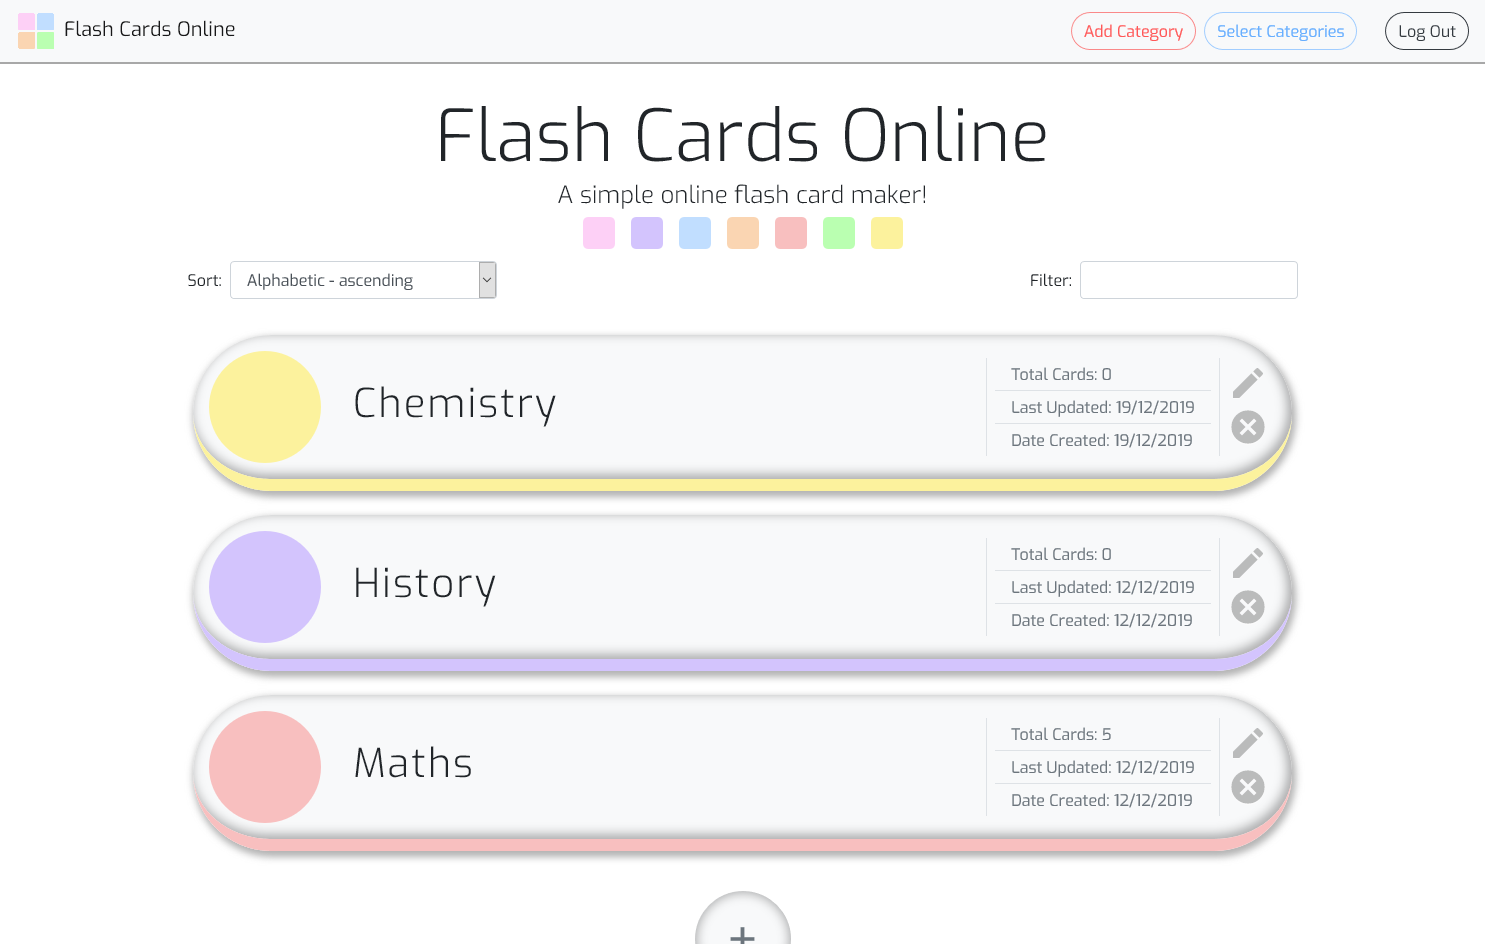 Flash Cards Online
Add Category
Select Categories
Log Out
Flash Cards Online
A simple online flash card maker!
Sort: Alphabetic - ascending
Filter:
Chemistry
Total Cards: 0
Last Updated: 19/12/2019
Date Created: 19/12/2019
History
Total Cards: 0
Last Updated: 12/12/2019
Date Created: 12/12/2019
Maths
Total Cards: 5
Last Updated: 12/12/2019
Date Created: 12/12/2019
+